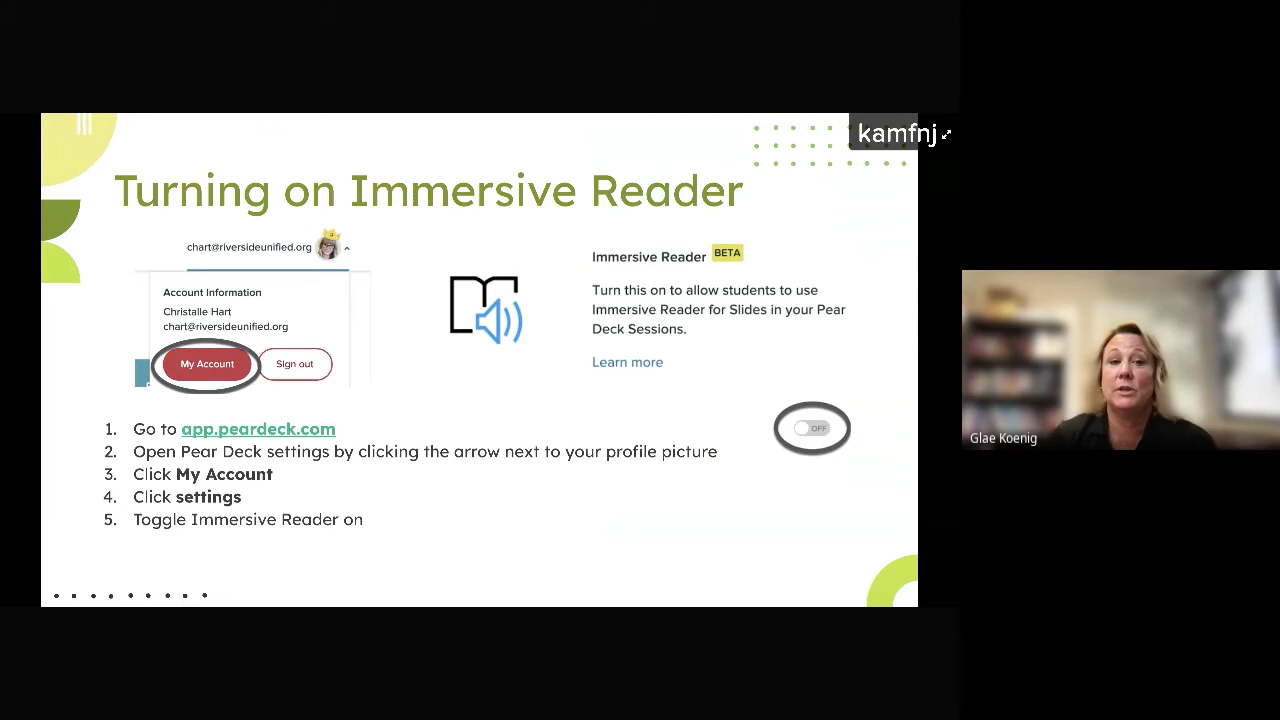 kamfnj
Turning on Immersive Reader
chart@riversideunified.org
Account Information
Christalle Hart
chart@riversideunified.org
My Account
Sign out
Immersive Reader BETA
Turn this on to allow students to use
Immersive Reader for Slides in your Pear
Deck Sessions.
Learn more
OFF
1. Go to app.peardeck.com
2. Open Pear Deck settings by clicking the arrow next to your profile picture
3. Click My Account
4. Click settings
5. Toggle Immersive Reader on
Glae Koenig